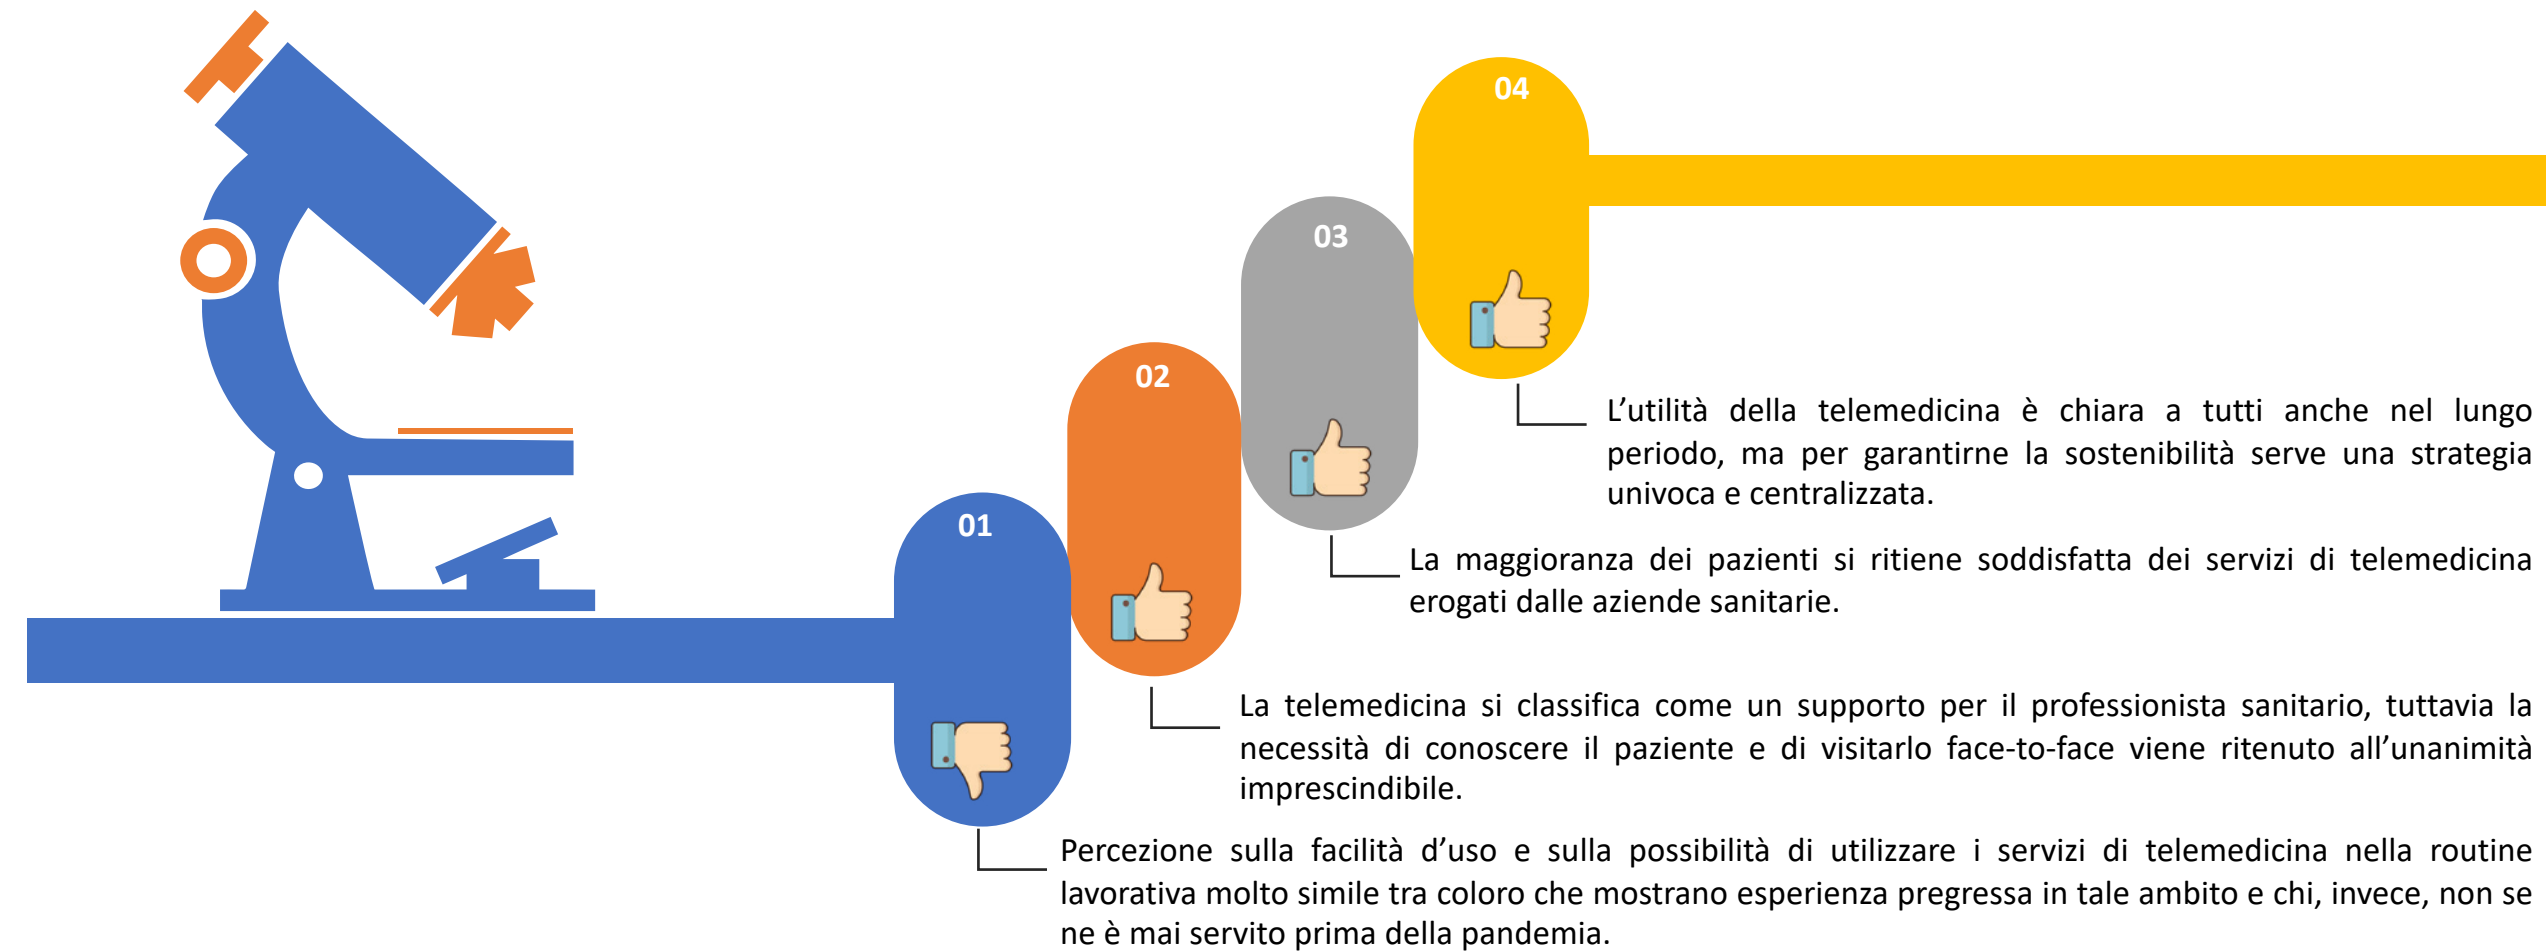 04
L’utilità della telemedicina è chiara a tutti anche nel lungo
periodo, ma per garantirne la sostenibilità serve una strategia
univoca e centralizzata.
03
La maggioranza dei pazienti si ritiene soddisfatta dei servizi di telemedicina
erogati dalle aziende sanitarie.
02
La telemedicina si classifica come un supporto per il professionista sanitario, tuttavia la
necessità di conoscere il paziente e di visitarlo face-to-face viene ritenuto all’unanimità
imprescindibile.
01
Percezione sulla facilità d’uso e sulla possibilità di utilizzare i servizi di telemedicina nella routine
lavorativa molto simile tra coloro che mostrano esperienza pregressa in tale ambito e chi, invece, non se
ne è mai servito prima della pandemia.